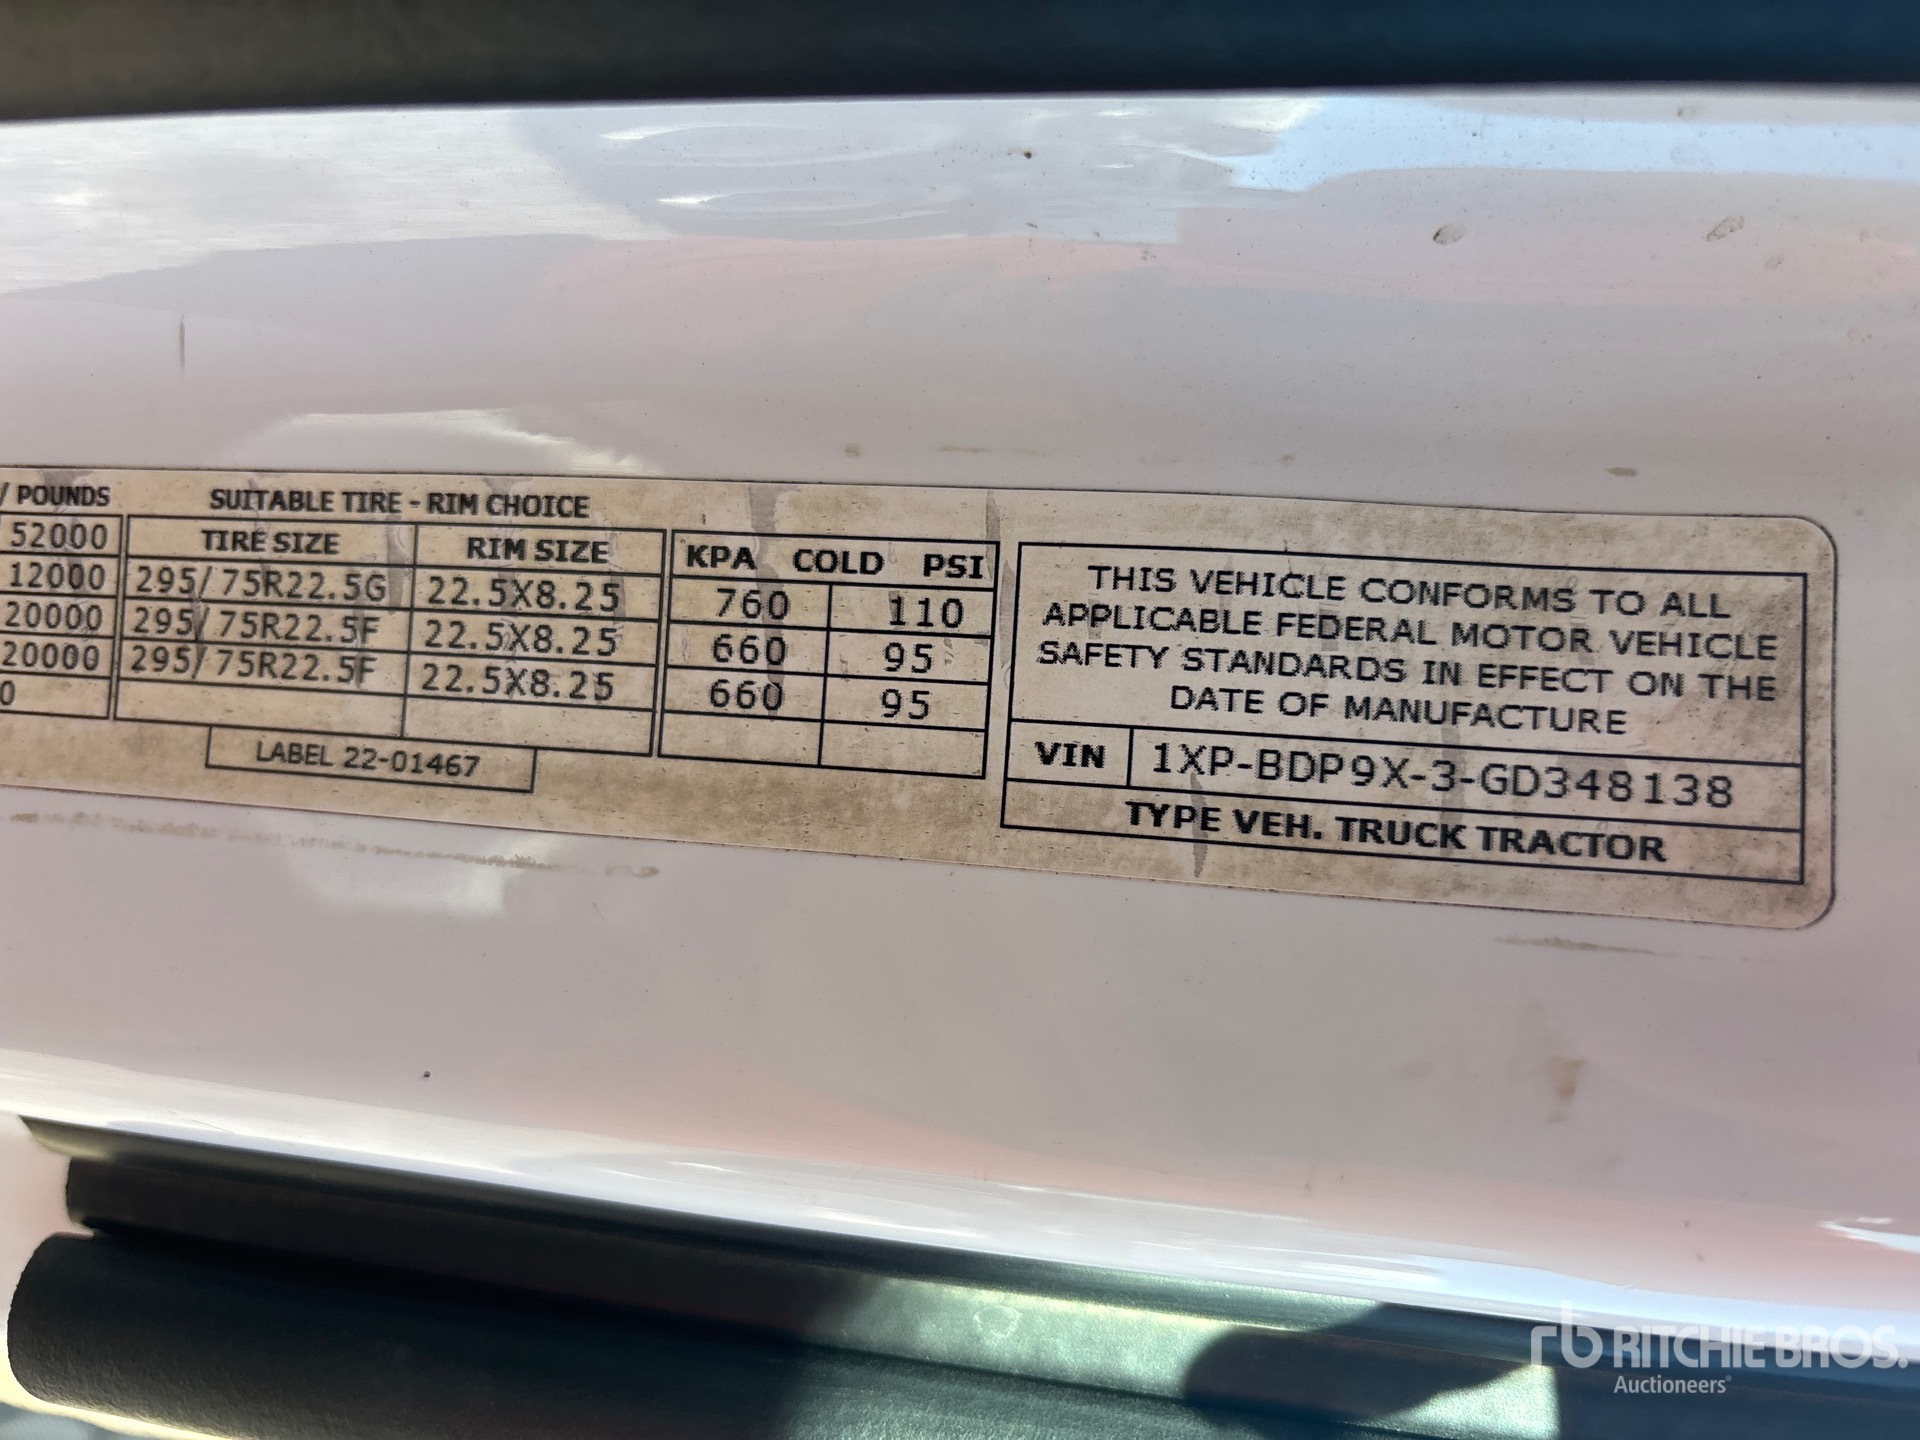 / POUNDS
SUITABLE TIRE - RIM CHOICE
52000
TIRE SIZE
RIM SIZE
KPA COLD PSI
12000
295/75R22.5G
22.5X8.25
760
110
20000
295/75R22.5F
22.5X8.25
660
95
20000
295/75R22.5F
22.5X8.25
660
95
0
LABEL 22-01467
THIS VEHICLE CONFORMS TO ALL
APPLICABLE FEDERAL MOTOR VEHICLE
SAFETY STANDARDS IN EFFECT ON THE
DATE OF MANUFACTURE
VIN
1XP-BDP9X-3-GD348138
TYPE VEH. TRUCK TRACTOR
rb RITCHIE BROS.
Auctioneers